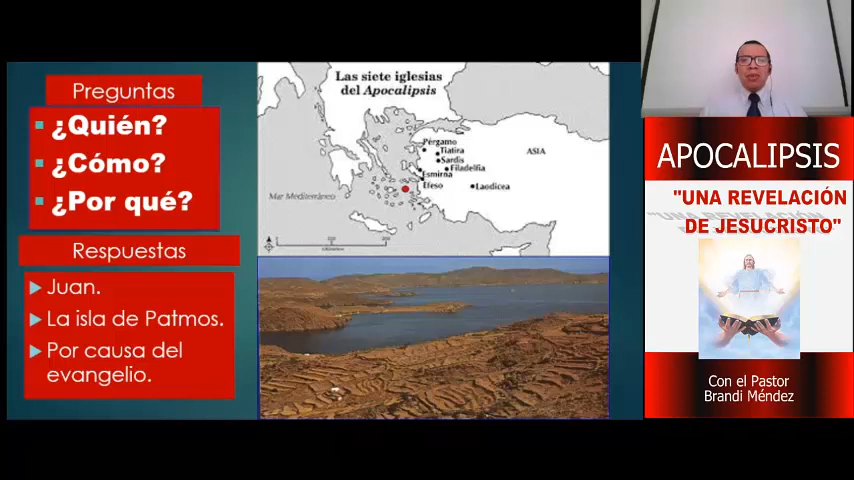 Preguntas
¿Quién?
¿Cómo?
¿Por qué?
Respuestas
Juan.
La isla de Patmos.
Por causa del
evangelio.
Las siete iglesias
del Apocalipsis
Pérgamo
Tiatira
Sardis
Filadelfia
Esmirna
Efeso
Laodicea
ASIA
Mar Mediterráneo
APOCALIPSIS
"UNA REVELACIÓN
DE JESUCRISTO"
Con el Pastor
Brandi Méndez